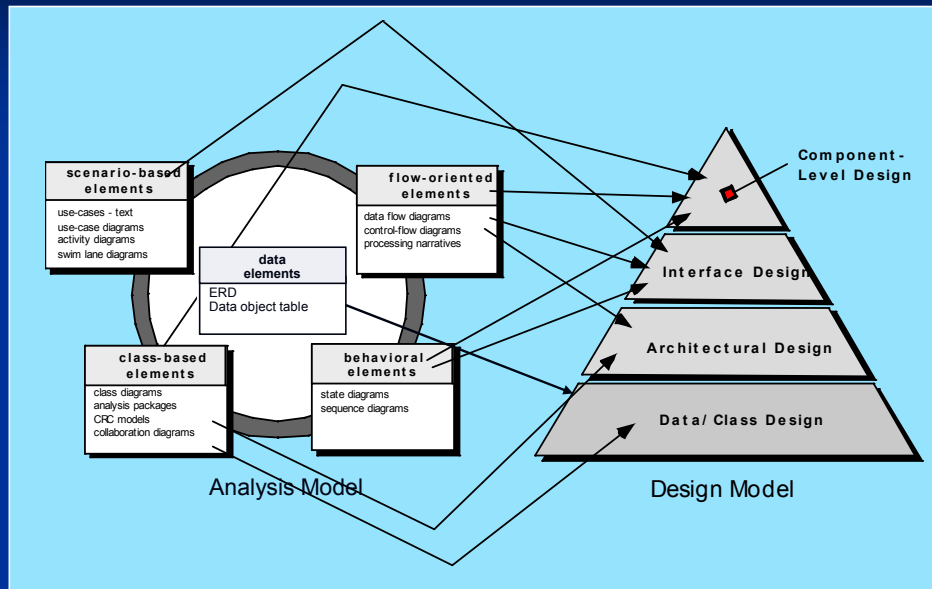 scenario-based
elements
use-cases - text
use-case diagrams
activity diagrams
swim lane diagrams
flow-oriented
elements
data flow diagrams
control-flow diagrams
processing narratives
data
elements
ERD
Data object table
class-based
elements
class diagrams
analysis packages
CRC models
collaboration diagrams
behavioral
elements
state diagrams
sequence diagrams
Analysis Model
Component-
Level Design
Interface Design
Architectural Design
Data/Class Design
Design Model